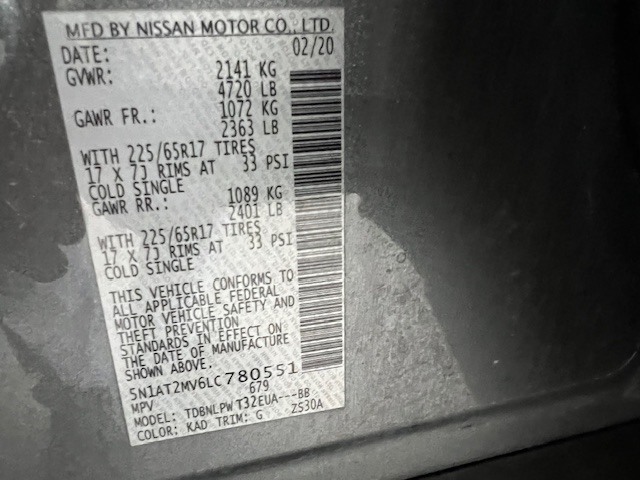 MFD BY NISSAN MOTOR CO., LTD.
DATE: 02/20
GVWR: 2141 KG
4720 LB
GAWR FR.: 1072 KG
2363 LB
WITH 225/65R17 TIRES
17 X 7J RIMS AT 33 PSI
COLD SINGLE
GAWR RR.: 1089 KG
2401 LB
WITH 225/65R17 TIRES
17 X 7J RIMS AT 33 PSI
COLD SINGLE
THIS VEHICLE CONFORMS TO
ALL APPLICABLE FEDERAL
MOTOR VEHICLE SAFETY AND
THEFT PREVENTION
STANDARDS IN EFFECT ON
THE DATE OF MANUFACTURE
SHOWN ABOVE.
5N1AT2MV6LC780551
MPV 679
MODEL: TDBNLPW T32EUA---BB
COLOR: KAD TRIM: G ZS30A